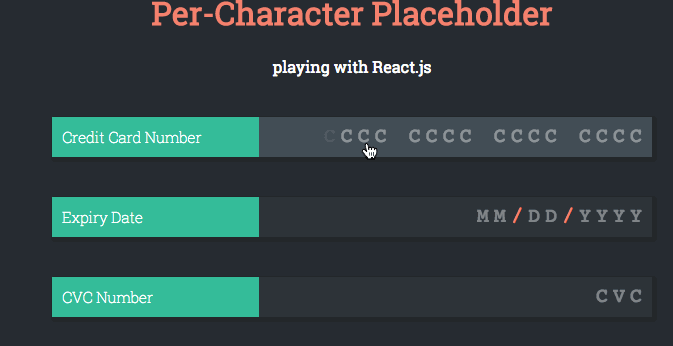 Per-Character Placeholder
playing with React.js
Credit Card Number CCCC CCCC CCCC CCCC
Expiry Date MM/DD/YYYY
CVC Number CVC